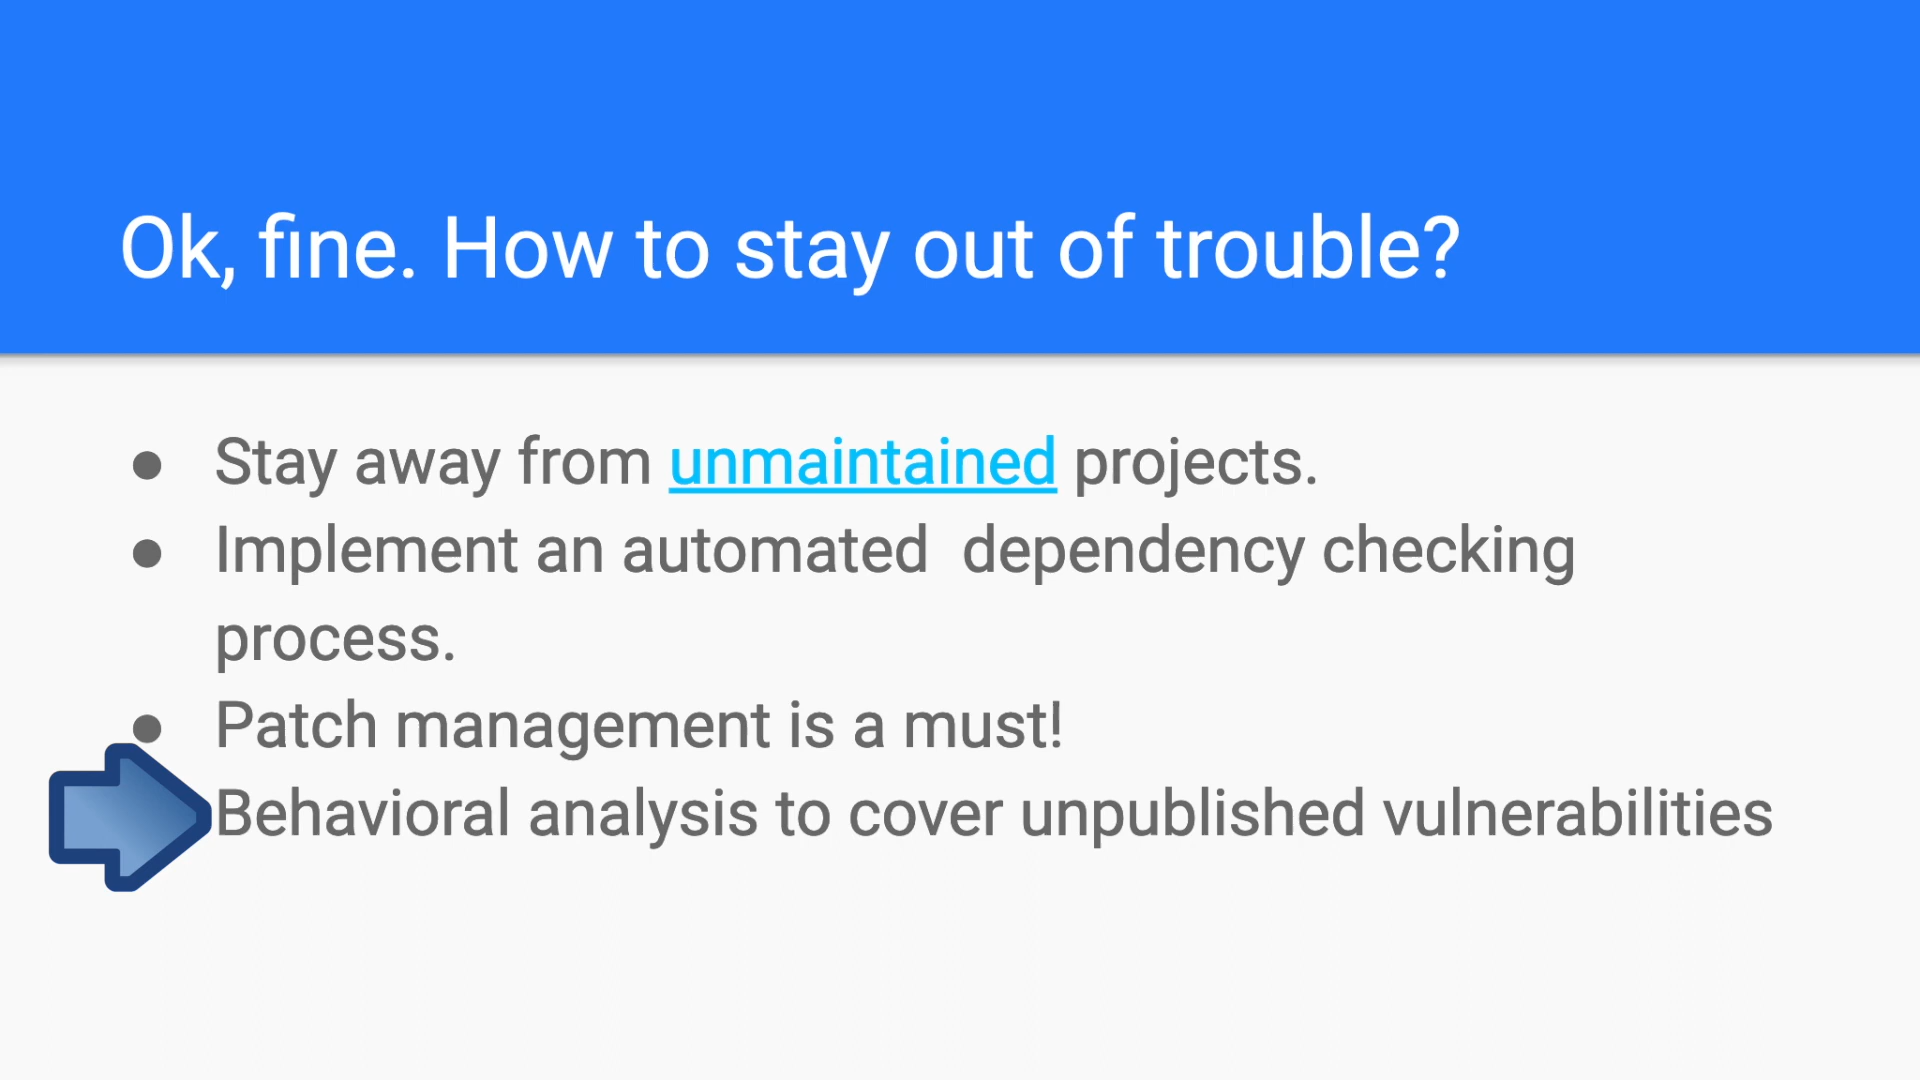 Ok, fine. How to stay out of trouble?
● Stay away from unmaintained projects.
● Implement an automated  dependency checking
process.
● Patch management is a must!
Behavioral analysis to cover unpublished vulnerabilities